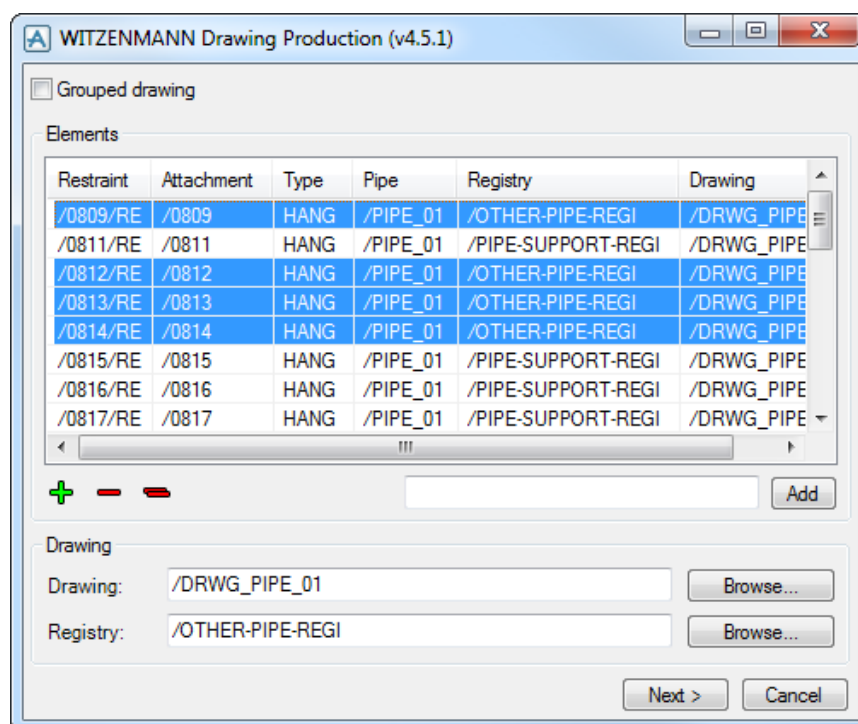 WITZENMANN Drawing Production (v4.5.1)
Grouped drawing
Elements
Restraint Attachment Type Pipe Registry Drawing
/0809/RE /0809 HANG /PIPE_01 /OTHER-PIPE-REGI /DRWG_PIPE
/0811/RE /0811 HANG /PIPE_01 /PIPE-SUPPORT-REGI /DRWG_PIPE
/0812/RE /0812 HANG /PIPE_01 /OTHER-PIPE-REGI /DRWG_PIPE
/0813/RE /0813 HANG /PIPE_01 /OTHER-PIPE-REGI /DRWG_PIPE
/0814/RE /0814 HANG /PIPE_01 /OTHER-PIPE-REGI /DRWG_PIPE
/0815/RE /0815 HANG /PIPE_01 /PIPE-SUPPORT-REGI /DRWG_PIPE
/0816/RE /0816 HANG /PIPE_01 /PIPE-SUPPORT-REGI /DRWG_PIPE
/0817/RE /0817 HANG /PIPE_01 /PIPE-SUPPORT-REGI /DRWG_PIPE
Add
Drawing
Drawing: /DRWG_PIPE_01 Browse...
Registry: /OTHER-PIPE-REGI Browse...
Next > Cancel